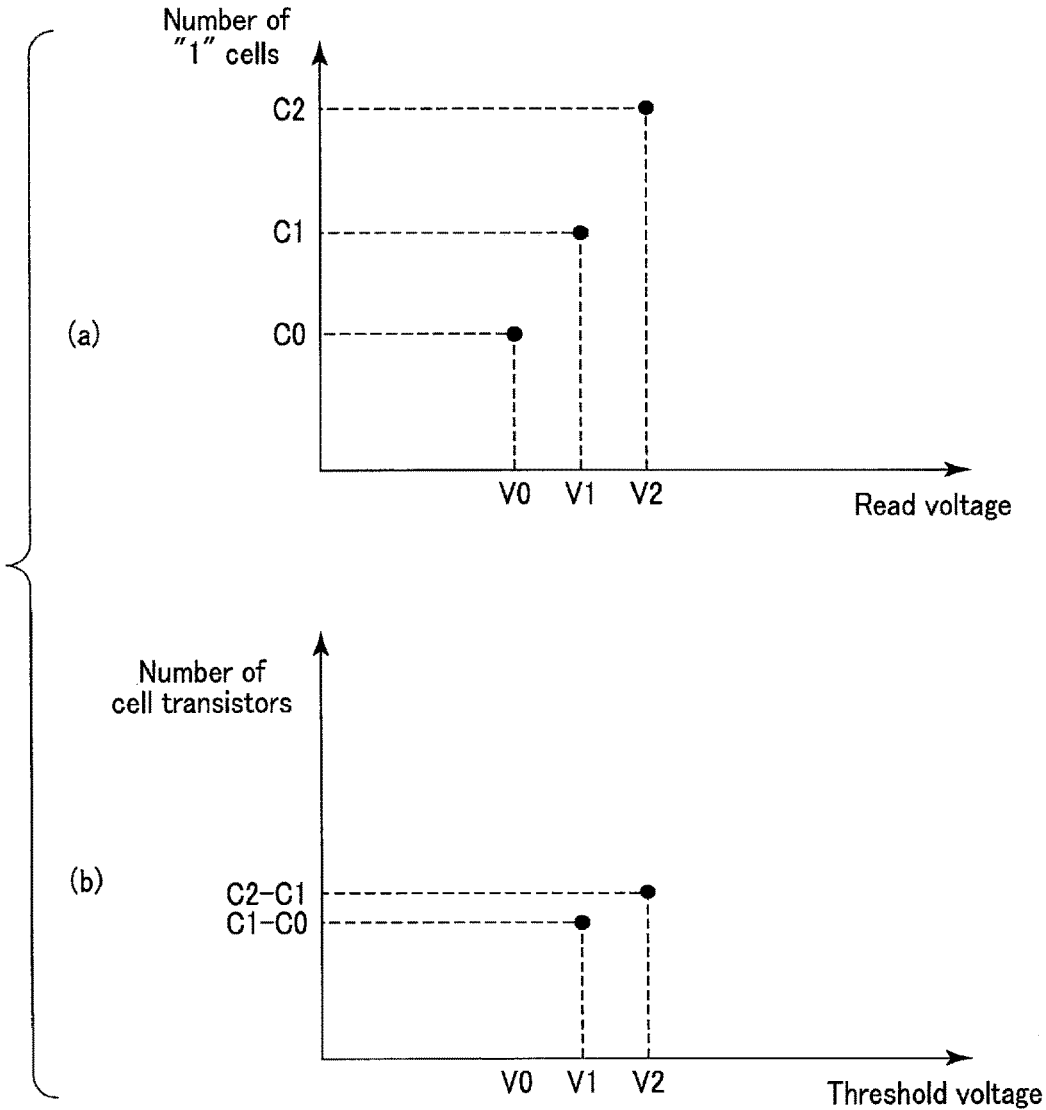 Number of
"1" cells
C2
C1
(a)
C0
V0 V1 V2
Read voltage
Number of
cell transistors
(b)
C2-C1
C1-C0
V0 V1 V2
Threshold voltage